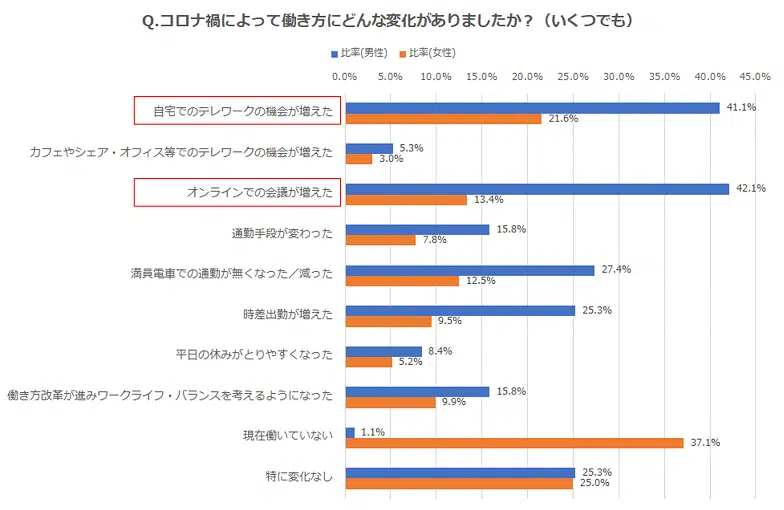 Q.コロナ禍によって働き方にどんな変化がありましたか？（いくつでも）
比率(男性) 比率(女性)
0.0% 5.0% 10.0% 15.0% 20.0% 25.0% 30.0% 35.0% 40.0% 45.0%
自宅でのテレワークの機会が増えた 41.1%
21.6%
カフェやシェア・オフィス等でのテレワークの機会が増えた 5.3%
3.0%
オンラインでの会議が増えた 42.1%
13.4%
通勤手段が変わった 15.8%
7.8%
満員電車での通勤が無くなった／減った 27.4%
12.5%
時差出勤が増えた 25.3%
9.5%
平日の休みがとりやすくなった 8.4%
5.2%
働き方改革が進みワークライフ・バランスを考えるようになった 15.8%
9.9%
現在働いていない 1.1%
37.1%
特に変化なし 25.3%
25.0%